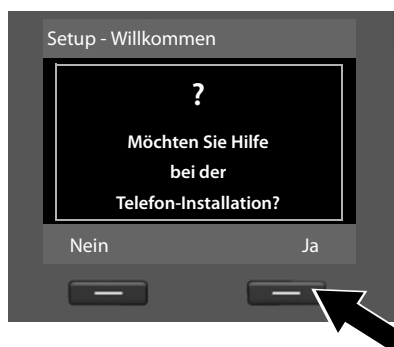 Setup - Willkommen
?
Möchten Sie Hilfe
bei der
Telefon-Installation?
Nein Ja